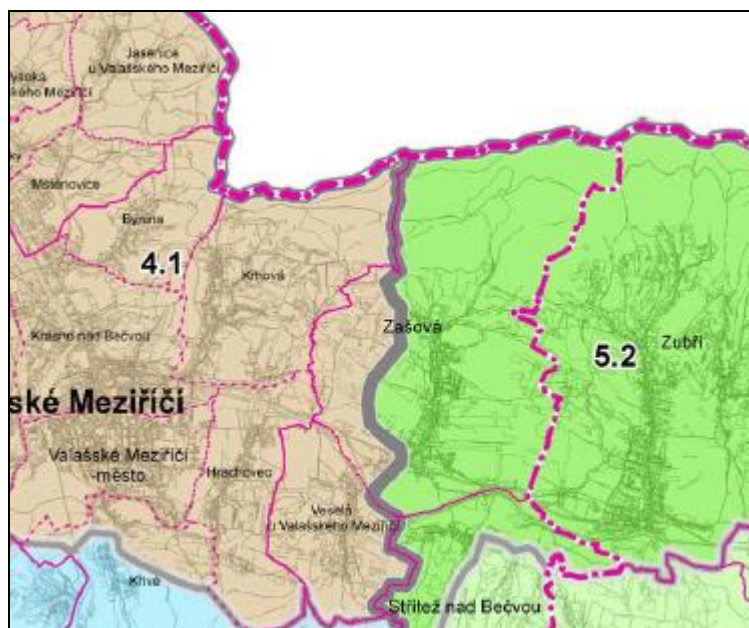 Jasenice
u Valašského Meziříčí
Mštěnovice
Bynina
4.1
Krhová
Zašová
Zubří
5.2
Krásno nad Bečvou
ské Meziříčí
Valašské Meziříčí
-město
Hrachovec
Veselá
u Valašského Meziříčí
Křivé
Střítež nad Bečvou